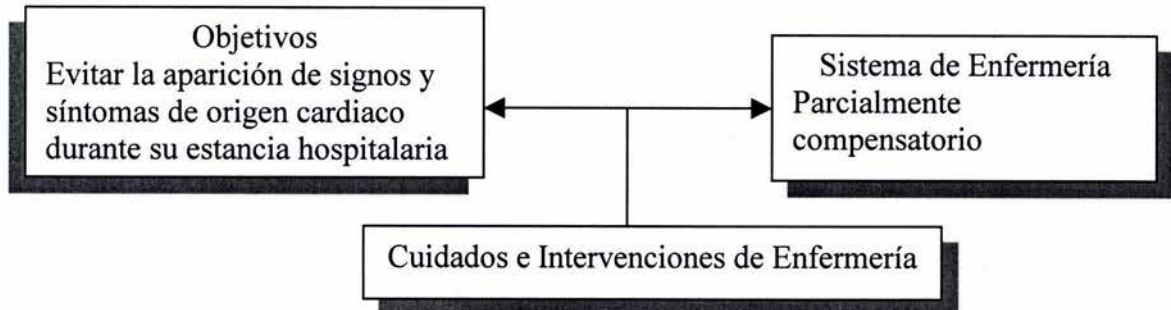 Objetivos
Evitar la aparición de signos y
síntomas de origen cardiaco
durante su estancia hospitalaria
Sistema de Enfermería
Parcialmente
compensatorio
Cuidados e Intervenciones de Enfermería